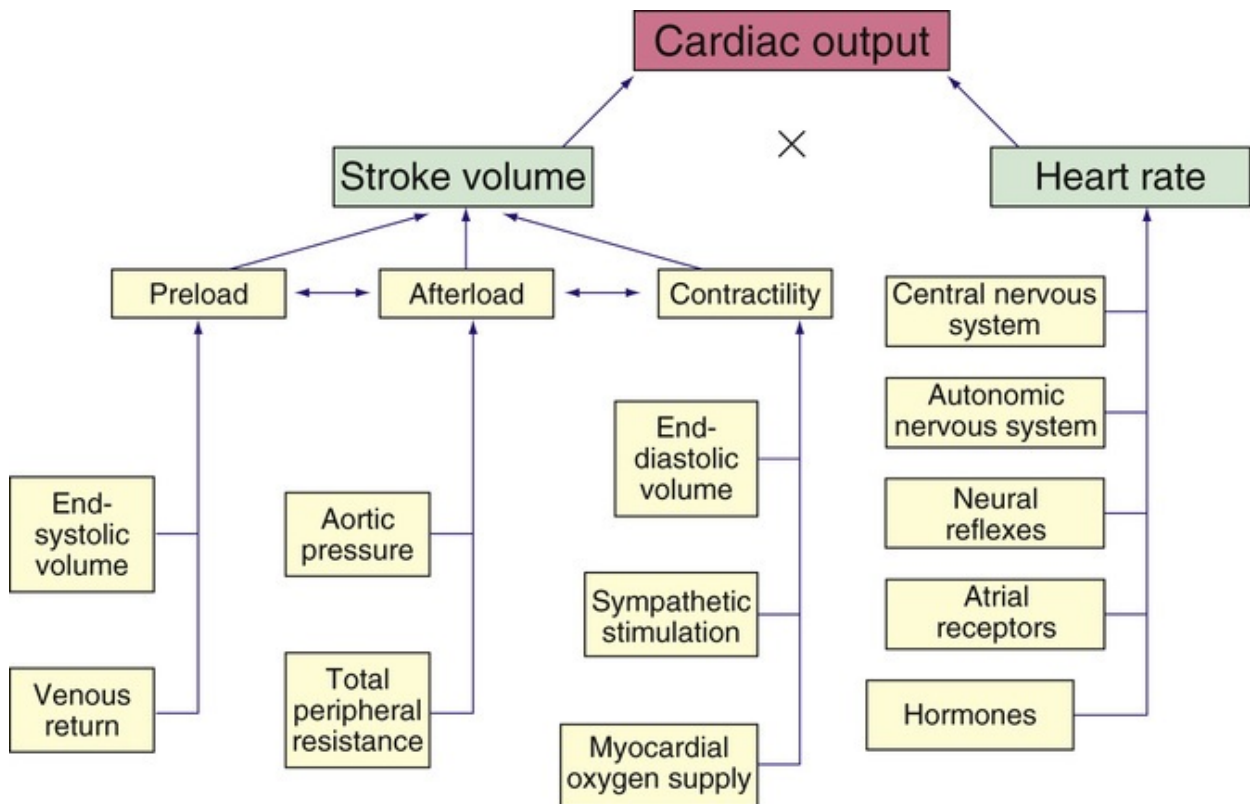 Cardiac output
×
Stroke volume
Heart rate
Preload
Afterload
Contractility
Central nervous
system
Autonomic
nervous system
Neural
reflexes
Atrial
receptors
Hormones
End-
systolic
volume
Venous
return
Aortic
pressure
Total
peripheral
resistance
End-
diastolic
volume
Sympathetic
stimulation
Myocardial
oxygen supply